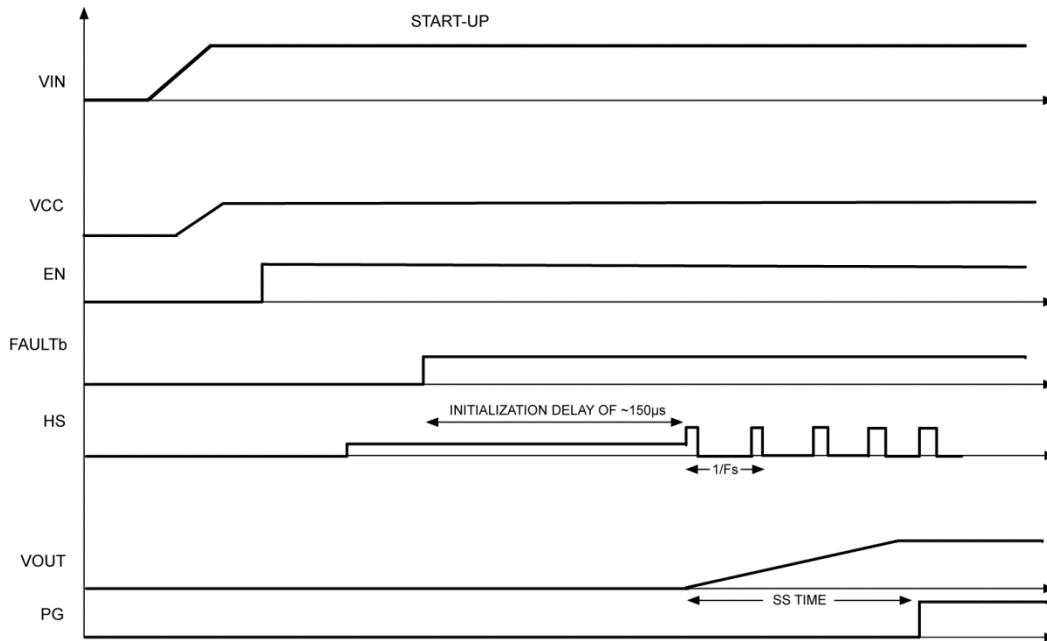 START-UP
VIN
VCC
EN
FAULTb
HS
INITIALIZATION DELAY OF ~150µs
1/Fs
VOUT
SS TIME
PG